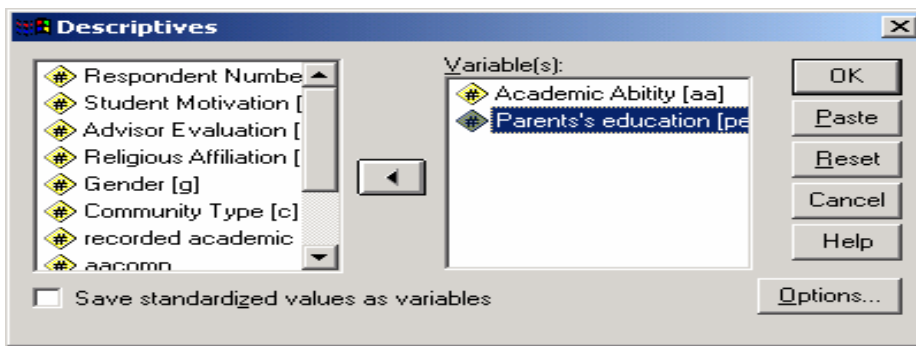 Descriptives
Respondent Numbe
Student Motivation [
Advisor Evaluation [
Religious Affiliation [
Gender [g]
Community Type [c]
recorded academic
aacomp
Variable(s):
Academic Abitity [aa]
Parents's education [pe
OK
Paste
Reset
Cancel
Help
Save standardized values as variables
Options...